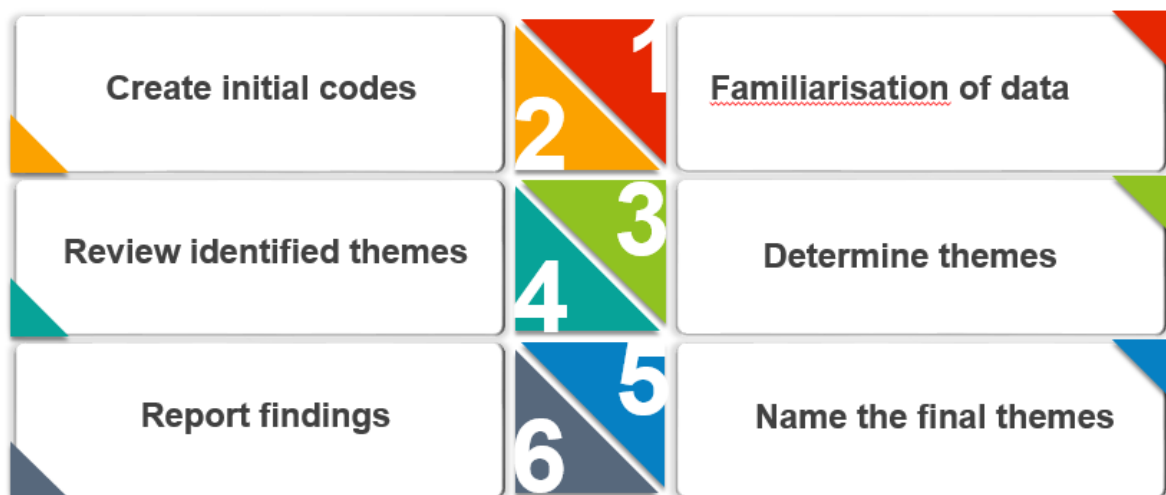 Create initial codes
1
Familiarisation of data
2
Review identified themes
3
Determine themes
4
Report findings
5
Name the final themes
6